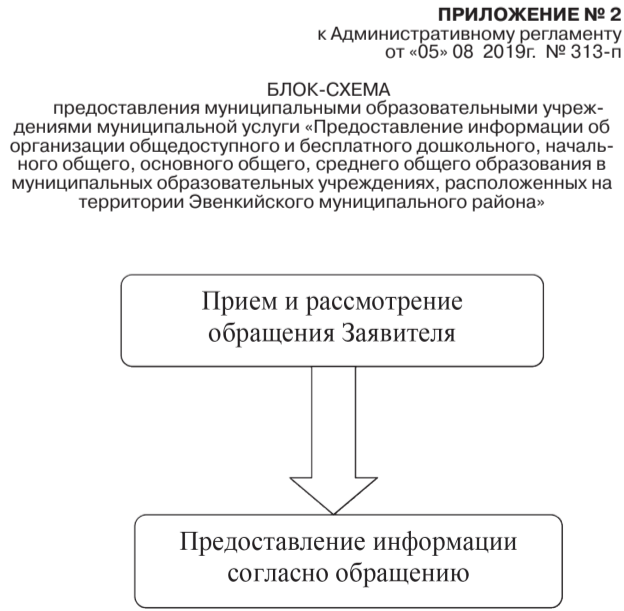 ПРИЛОЖЕНИЕ № 2
к Административному регламенту
от «05» 08 2019г. № 313-п
БЛОК-СХЕМА
предоставления муниципальными образовательными учреж-
дениями муниципальной услуги «Предоставление информации об
организации общедоступного и бесплатного дошкольного, началь-
ного общего, основного общего, среднего общего образования в
муниципальных образовательных учреждениях, расположенных на
территории Эвенкийского муниципального района»
Прием и рассмотрение
обращения Заявителя
Предоставление информации
согласно обращению